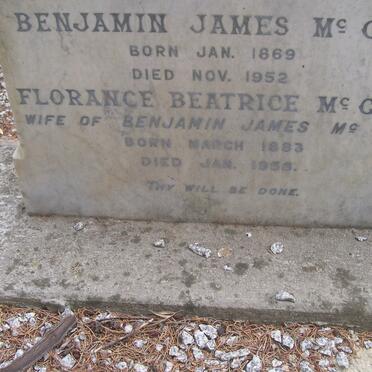 BENJAMIN JAMES Mc C
BORN JAN. 1869
DIED NOV. 1952
FLORANCE BEATRICE Mc C
WIFE OF BENJAMIN JAMES Mc
BORN MARCH 1883
DIED JAN. 1958.
THY WILL BE DONE.